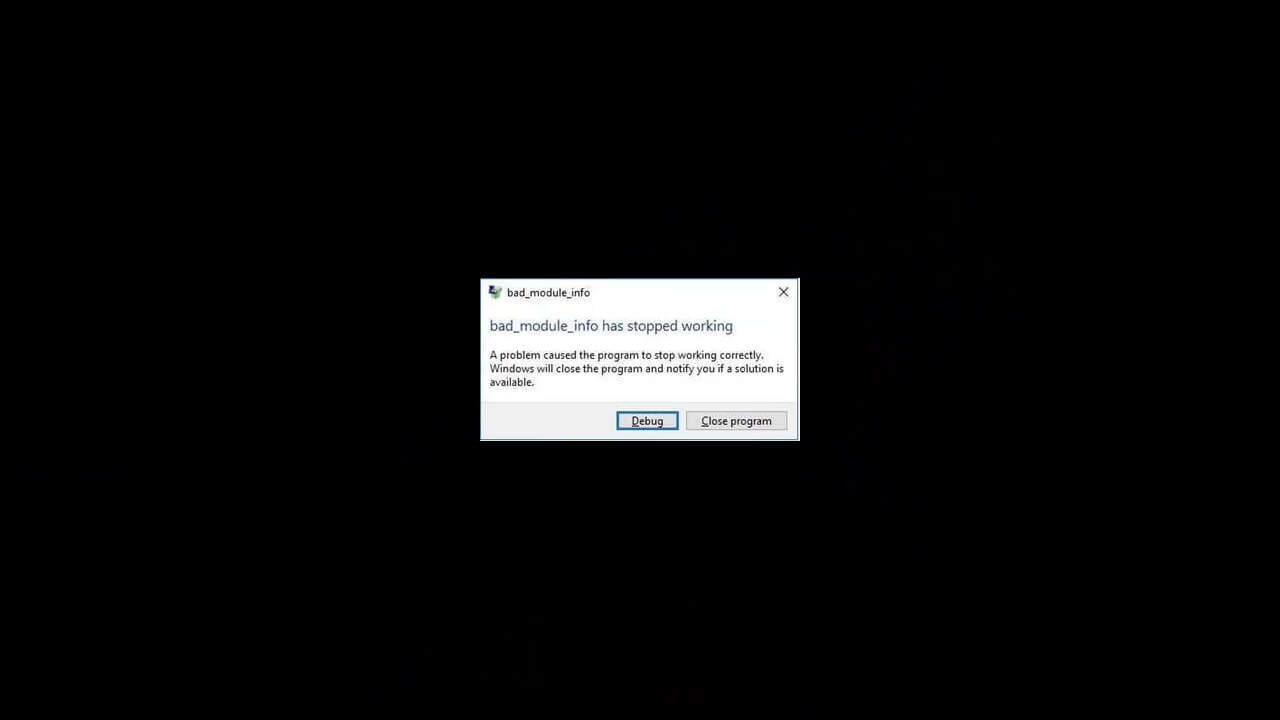 bad_module_info
bad_module_info has stopped working
A problem caused the program to stop working correctly.
Windows will close the program and notify you if a solution is
available.
Debug
Close program